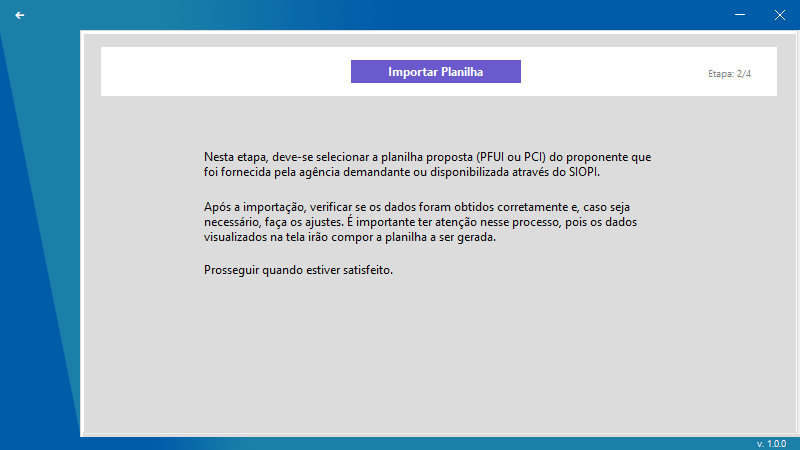 Importar Planilha
Etapa: 2/4
Nesta etapa, deve-se selecionar a planilha proposta (PFUI ou PCI) do proponente que
foi fornecida pela agência demandante ou disponibilizada através do SIOPI.
Após a importação, verificar se os dados foram obtidos corretamente e, caso seja
necessário, faça os ajustes. É importante ter atenção nesse processo, pois os dados
visualizados na tela irão compor a planilha a ser gerada.
Prosseguir quando estiver satisfeito.
v. 1.0.0